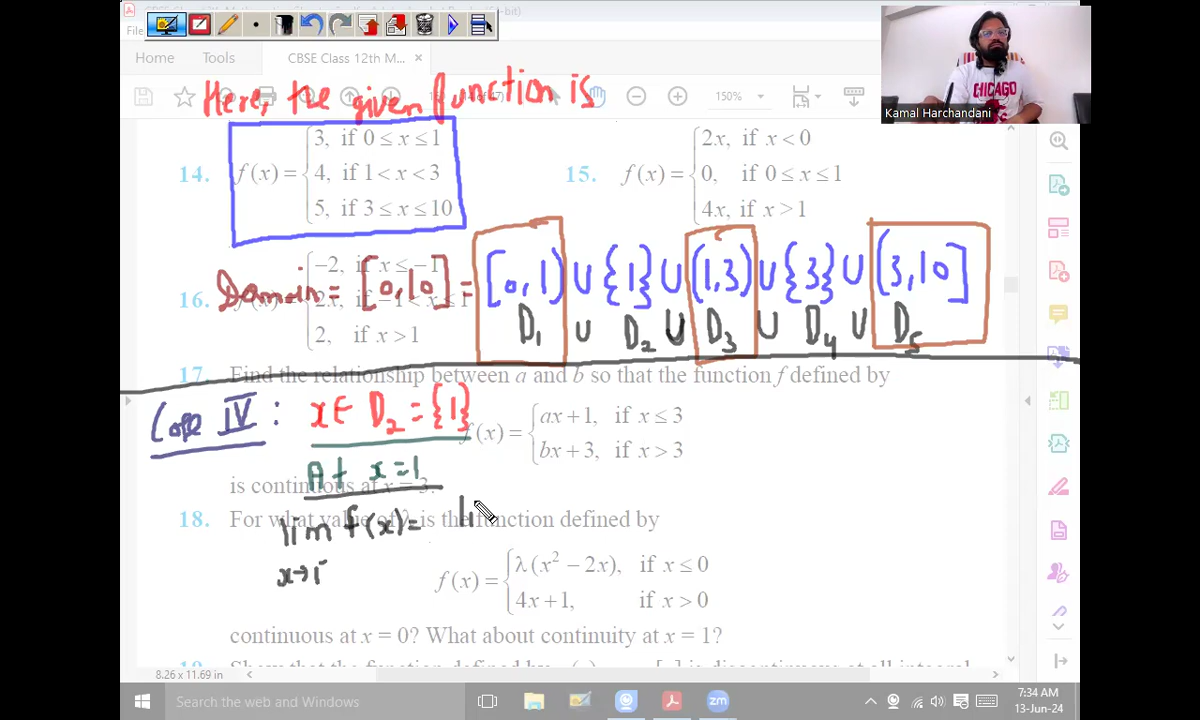 File
Home
Tools
CBSE Class 12th M... ×
150%
Here, the given function is
Kamal Harchandani
14. f(x) = { 3, if 0 ≤ x ≤ 1
4, if 1 < x < 3
5, if 3 ≤ x ≤ 10
15. f(x) = { 2x, if x < 0
0, if 0 ≤ x ≤ 1
4x, if x > 1
Domain = [0,10] = [0,1) ∪ {1} ∪ (1,3) ∪ {3} ∪ (3,10]
D₁ ∪ D₂ ∪ D₃ ∪ D₄ ∪ D₅
16. f(x) = { −2, if x ≤ −1
2x, if −1 < x ≤ 1
2, if x > 1
17. Find the relationship between a and b so that the function f defined by
Case IV : x ∈ D₂ = {1}
f(x) = { ax + 1, if x ≤ 3
bx + 3, if x > 3
At x = 1
is continuous at x = 3.
lim f(x) =
x→1⁻
18. For what value of λ is the function defined by
f(x) = { λ(x² − 2x), if x ≤ 0
4x + 1, if x > 0
continuous at x = 0? What about continuity at x = 1?
8.26 x 11.69 in
Search the web and Windows
zm
7:34 AM
13-Jun-24